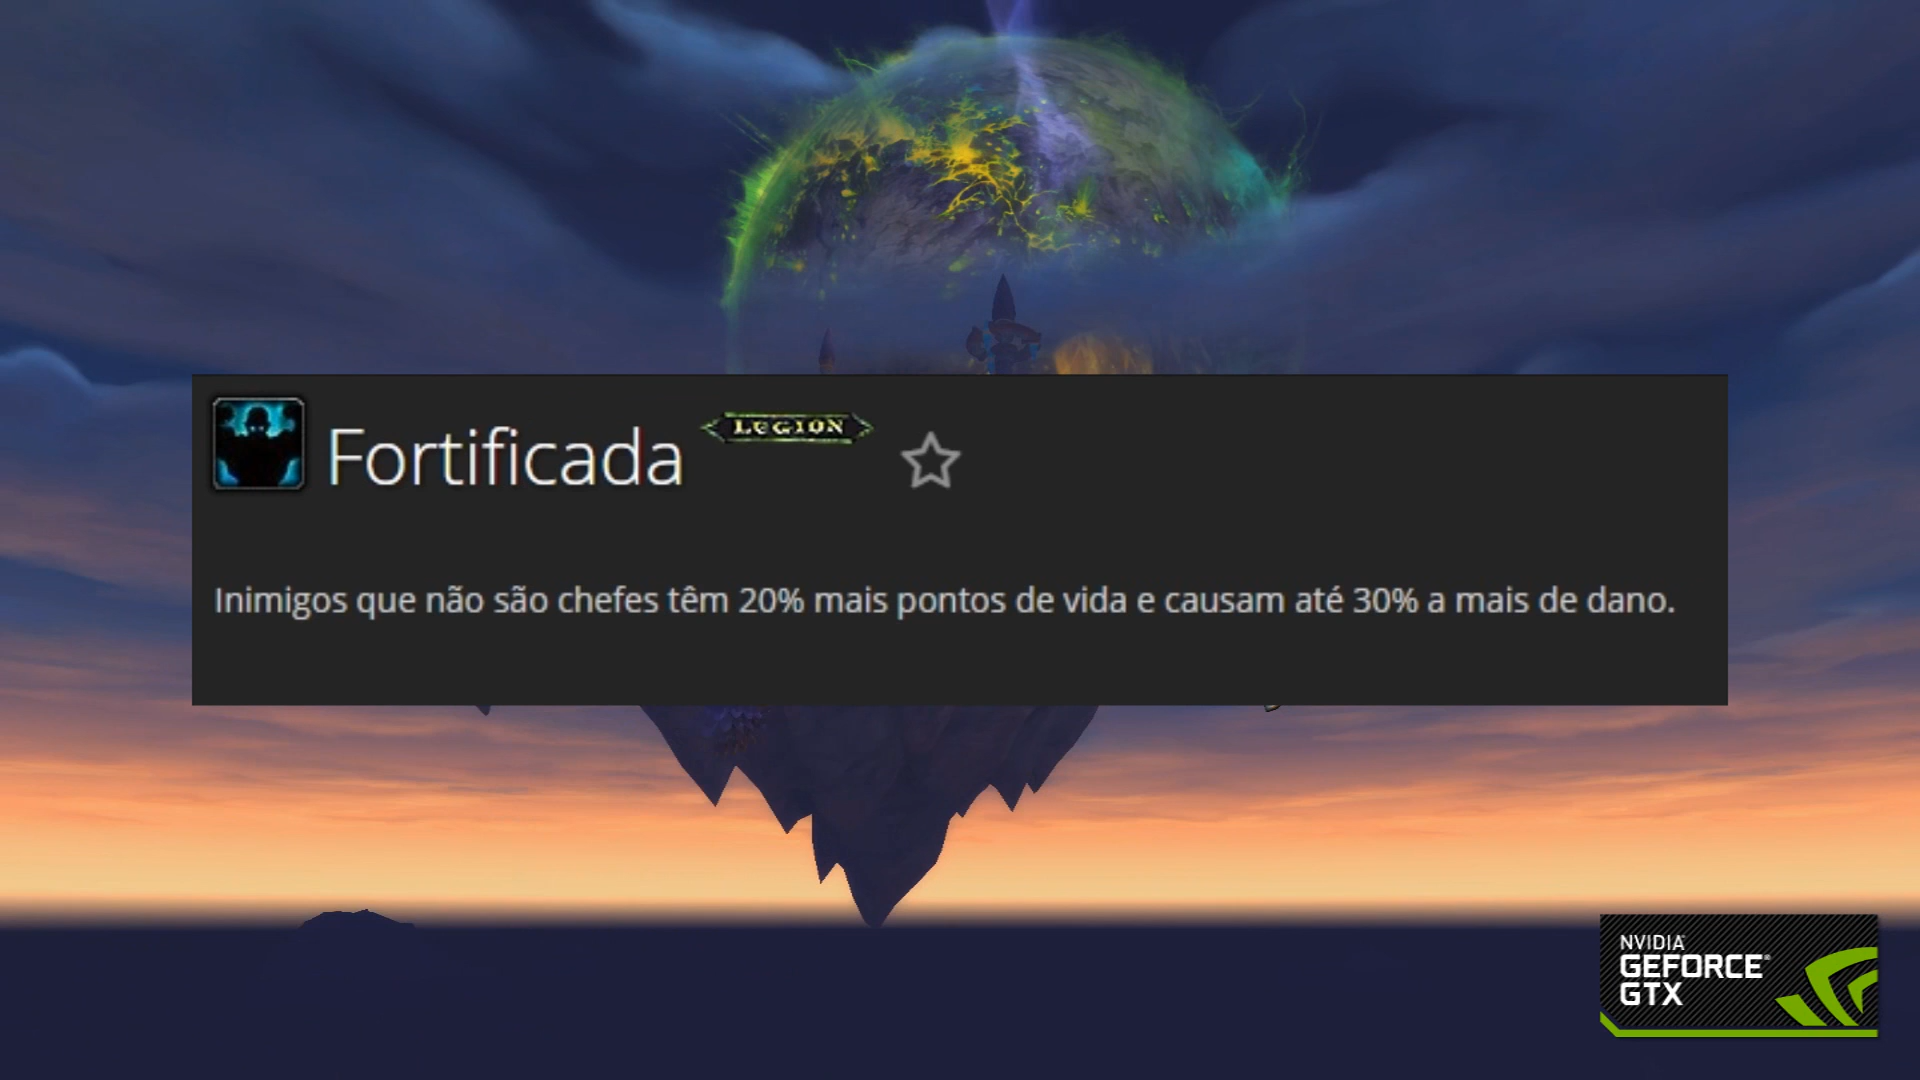 Fortificada
LEGION
Inimigos que não são chefes têm 20% mais pontos de vida e causam até 30% a mais de dano.
NVIDIA
GEFORCE®
GTX